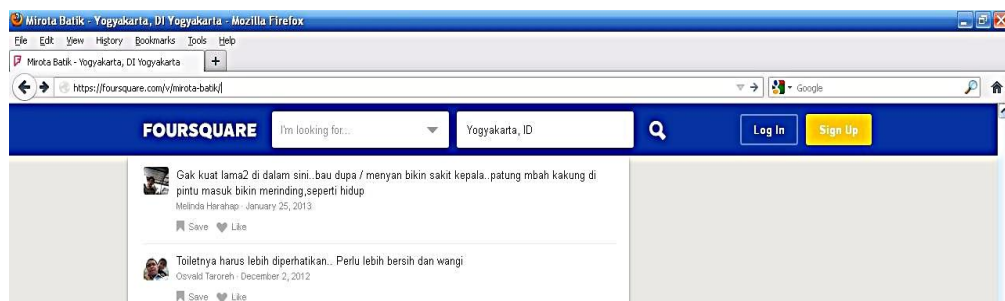 Mirota Batik - Yogyakarta, DI Yogyakarta - Mozilla Firefox
File Edit View History Bookmarks Tools Help
Mirota Batik - Yogyakarta, DI Yogyakarta +
https://foursquare.com/v/mirota-batik/ Google
FOURSQUARE I'm looking for... Yogyakarta, ID Log In Sign Up
Gak kuat lama2 di dalam sini..bau dupa / menyan bikin sakit kepala..patung mbah kakung di
pintu masuk bikin merinding,seperti hidup
Melinda Harahap · January 25, 2013
Save Like
Toiletnya harus lebih diperhatikan.. Perlu lebih bersih dan wangi
Osvald Taroreh · December 2, 2012
Save Like